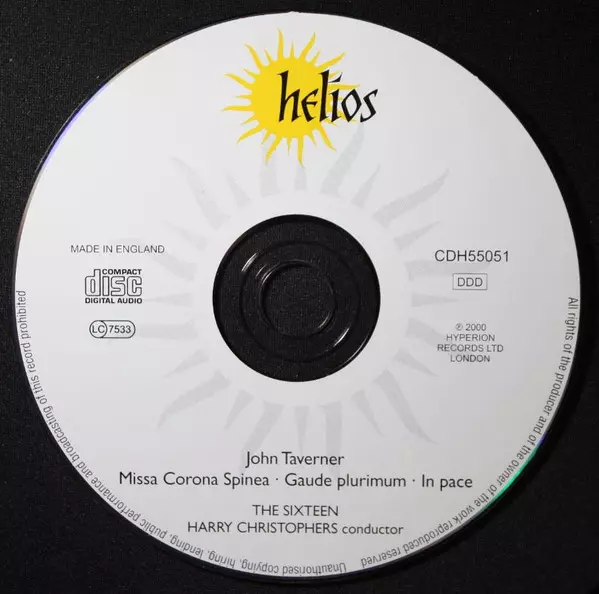 helios
MADE IN ENGLAND
COMPACT
disc
DIGITAL AUDIO
LC 7533
CDH55051
DDD
℗ 2000
HYPERION
RECORDS LTD
LONDON
John Taverner
Missa Corona Spinea · Gaude plurimum · In pace
THE SIXTEEN
HARRY CHRISTOPHERS conductor
All rights of the producer and of the owner of the work reproduced reserved
Unauthorised copying, hiring, lending, public performance and broadcasting of this record prohibited